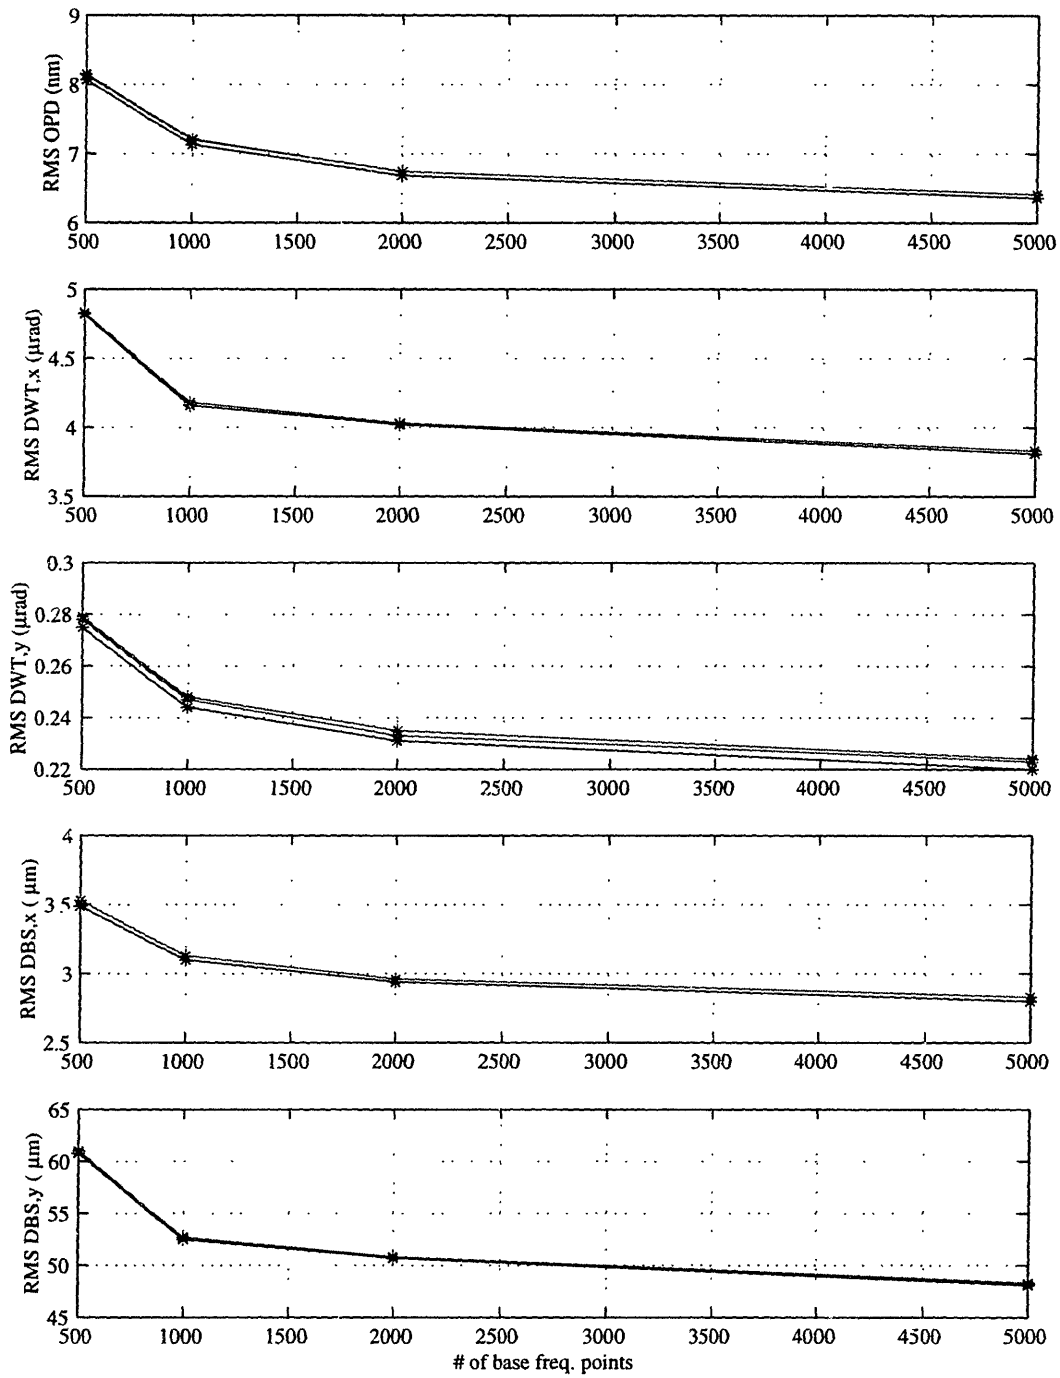 9
8
7
6
RMS OPD (nm)
500 1000 1500 2000 2500 3000 3500 4000 4500 5000
5
4.5
4
3.5
RMS DWT,x (μrad)
500 1000 1500 2000 2500 3000 3500 4000 4500 5000
0.3
0.28
0.26
0.24
0.22
RMS DWT,y (μrad)
500 1000 1500 2000 2500 3000 3500 4000 4500 5000
4
3.5
3
2.5
RMS DBS,x ( μm)
500 1000 1500 2000 2500 3000 3500 4000 4500 5000
65
60
55
50
45
RMS DBS,y ( μm)
500 1000 1500 2000 2500 3000 3500 4000 4500 5000
# of base freq. points